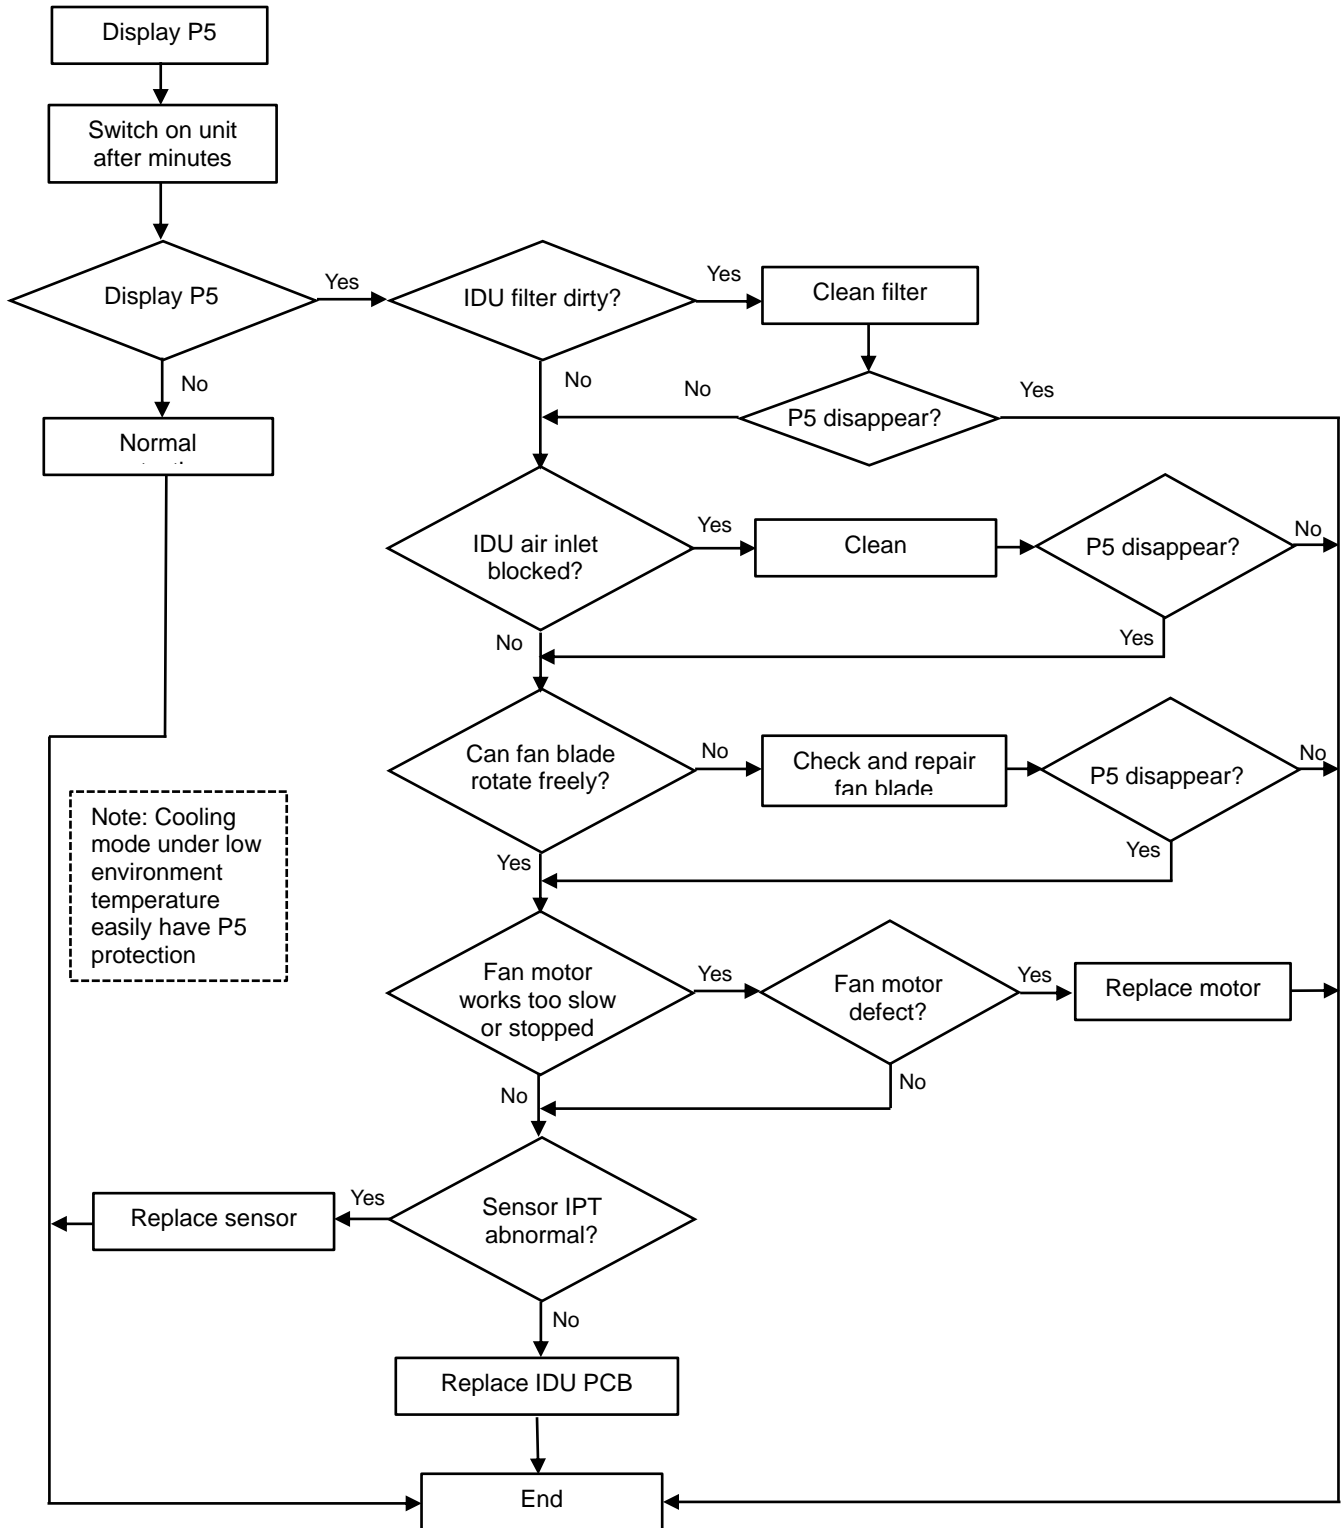 Display P5
Switch on unit
after minutes
Display P5
Yes
IDU filter dirty?
Yes
Clean filter
No
No
No
Yes
P5 disappear?
Normal
IDU air inlet
blocked?
Yes
Clean
P5 disappear?
No
No
Yes
Can fan blade
rotate freely?
No
Check and repair
fan blade
P5 disappear?
No
Note: Cooling
mode under low
environment
temperature
easily have P5
protection
Yes
Yes
Fan motor
works too slow
or stopped
Yes
Fan motor
defect?
Yes
Replace motor
No
No
Replace sensor
Yes
Sensor IPT
abnormal?
No
Replace IDU PCB
End